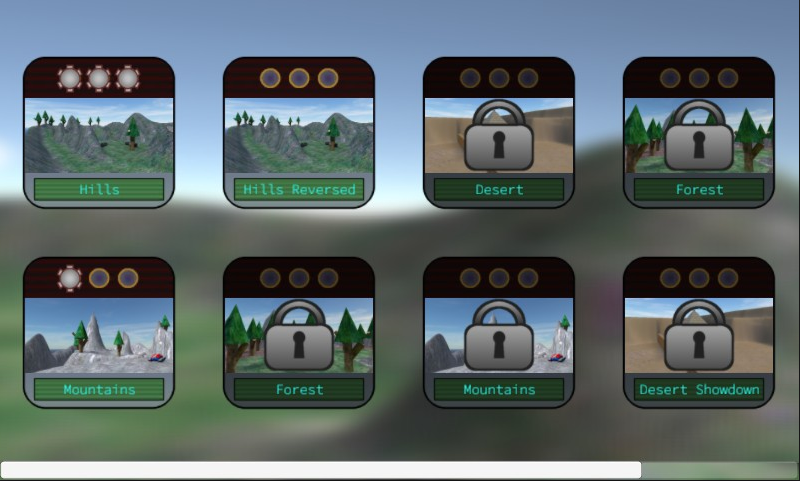 Hills
Hills Reversed
Desert
Forest
Mountains
Forest
Mountains
Desert Showdown